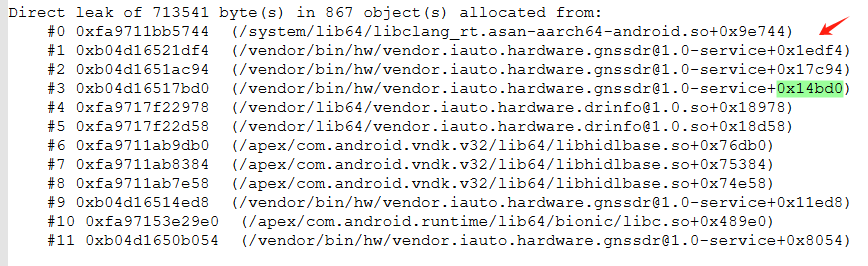 Direct leak of 713541 byte(s) in 867 object(s) allocated from:
#0 0xfa9711bb5744 (/system/lib64/libclang_rt.asan-aarch64-android.so+0x9e744)
#1 0xb04d16521df4 (/vendor/bin/hw/vendor.iauto.hardware.gnssdr@1.0-service+0x1edf4)
#2 0xb04d1651ac94 (/vendor/bin/hw/vendor.iauto.hardware.gnssdr@1.0-service+0x17c94)
#3 0xb04d16517bd0 (/vendor/bin/hw/vendor.iauto.hardware.gnssdr@1.0-service+0x14bd0)
#4 0xfa9717f22978 (/vendor/lib64/vendor.iauto.hardware.drinfo@1.0.so+0x18978)
#5 0xfa9717f22d58 (/vendor/lib64/vendor.iauto.hardware.drinfo@1.0.so+0x18d58)
#6 0xfa9711ab9db0 (/apex/com.android.vndk.v32/lib64/libhidlbase.so+0x76db0)
#7 0xfa9711ab8384 (/apex/com.android.vndk.v32/lib64/libhidlbase.so+0x75384)
#8 0xfa9711ab7e58 (/apex/com.android.vndk.v32/lib64/libhidlbase.so+0x74e58)
#9 0xb04d16514ed8 (/vendor/bin/hw/vendor.iauto.hardware.gnssdr@1.0-service+0x11ed8)
#10 0xfa97153e29e0 (/apex/com.android.runtime/lib64/bionic/libc.so+0x489e0)
#11 0xb04d1650b054 (/vendor/bin/hw/vendor.iauto.hardware.gnssdr@1.0-service+0x8054)